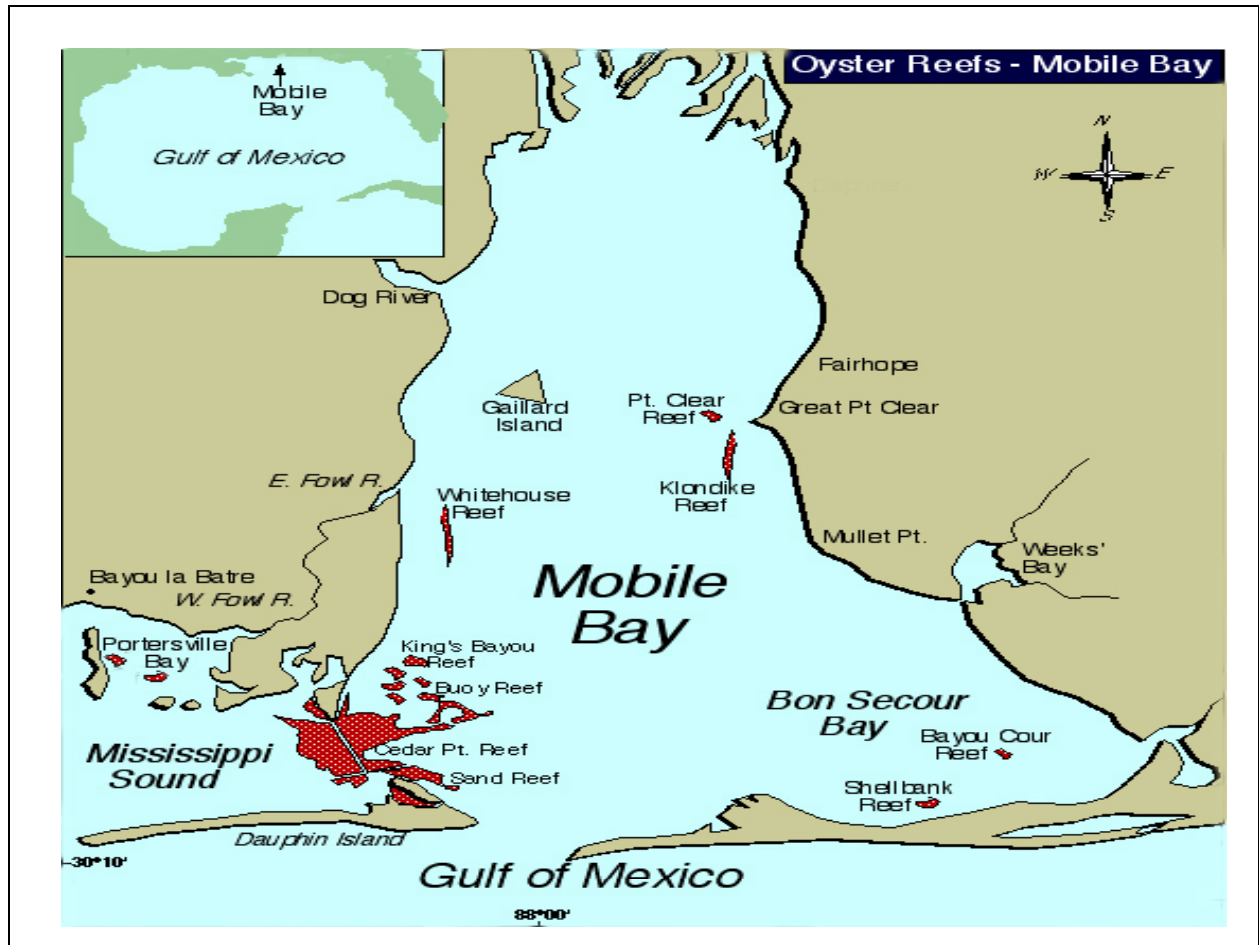 Oyster Reefs - Mobile Bay
Mobile
Bay
Gulf of Mexico
N
W
E
S
Dog River
Fairhope
Gaillard
Island
Pt. Clear
Reef
Great Pt Clear
E. Fowl R.
Whitehouse
Reef
Klondike
Reef
Mullet Pt.
Weeks'
Bay
Bayou la Batre
W. Fowl R.
Mobile
Bay
Portersville
Bay
King's Bayou
Reef
Buoy Reef
Bon Secour
Bay
Bayou Cour
Reef
Mississippi
Sound
Cedar Pt. Reef
Sand Reef
Shellbank
Reef
Dauphin Island
30°10'
Gulf of Mexico
88°00'